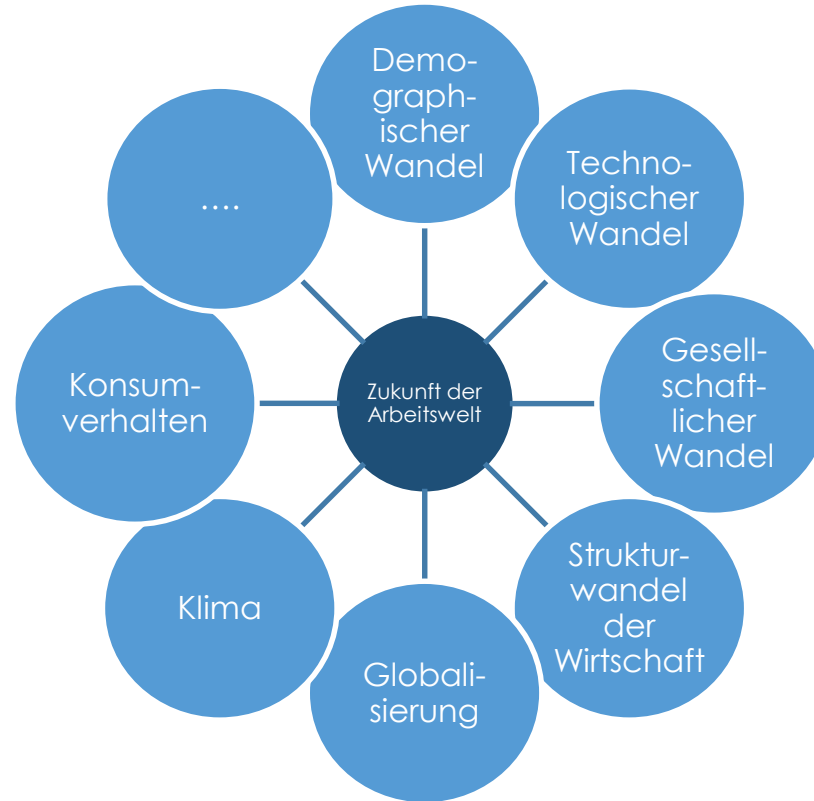 Demo-
graph-
ischer
Wandel
Techno-
logischer
Wandel
Gesell-
schaft-
licher
Wandel
Struktur-
wandel
der
Wirtschaft
Globali-
sierung
Klima
Konsum-
verhalten
....
Zukunft der
Arbeitswelt